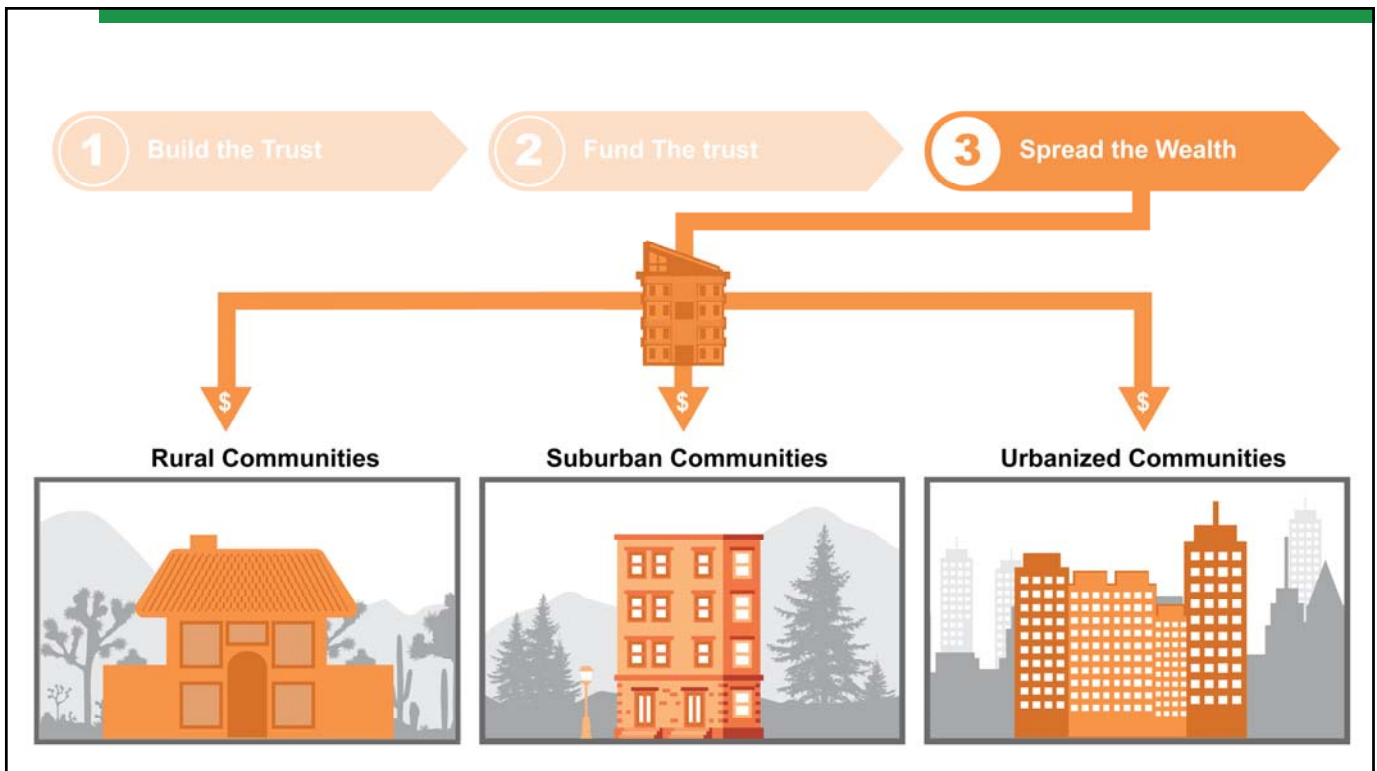 1 Build the Trust
2 Fund The trust
3 Spread the Wealth
$ $ $
Rural Communities
Suburban Communities
Urbanized Communities